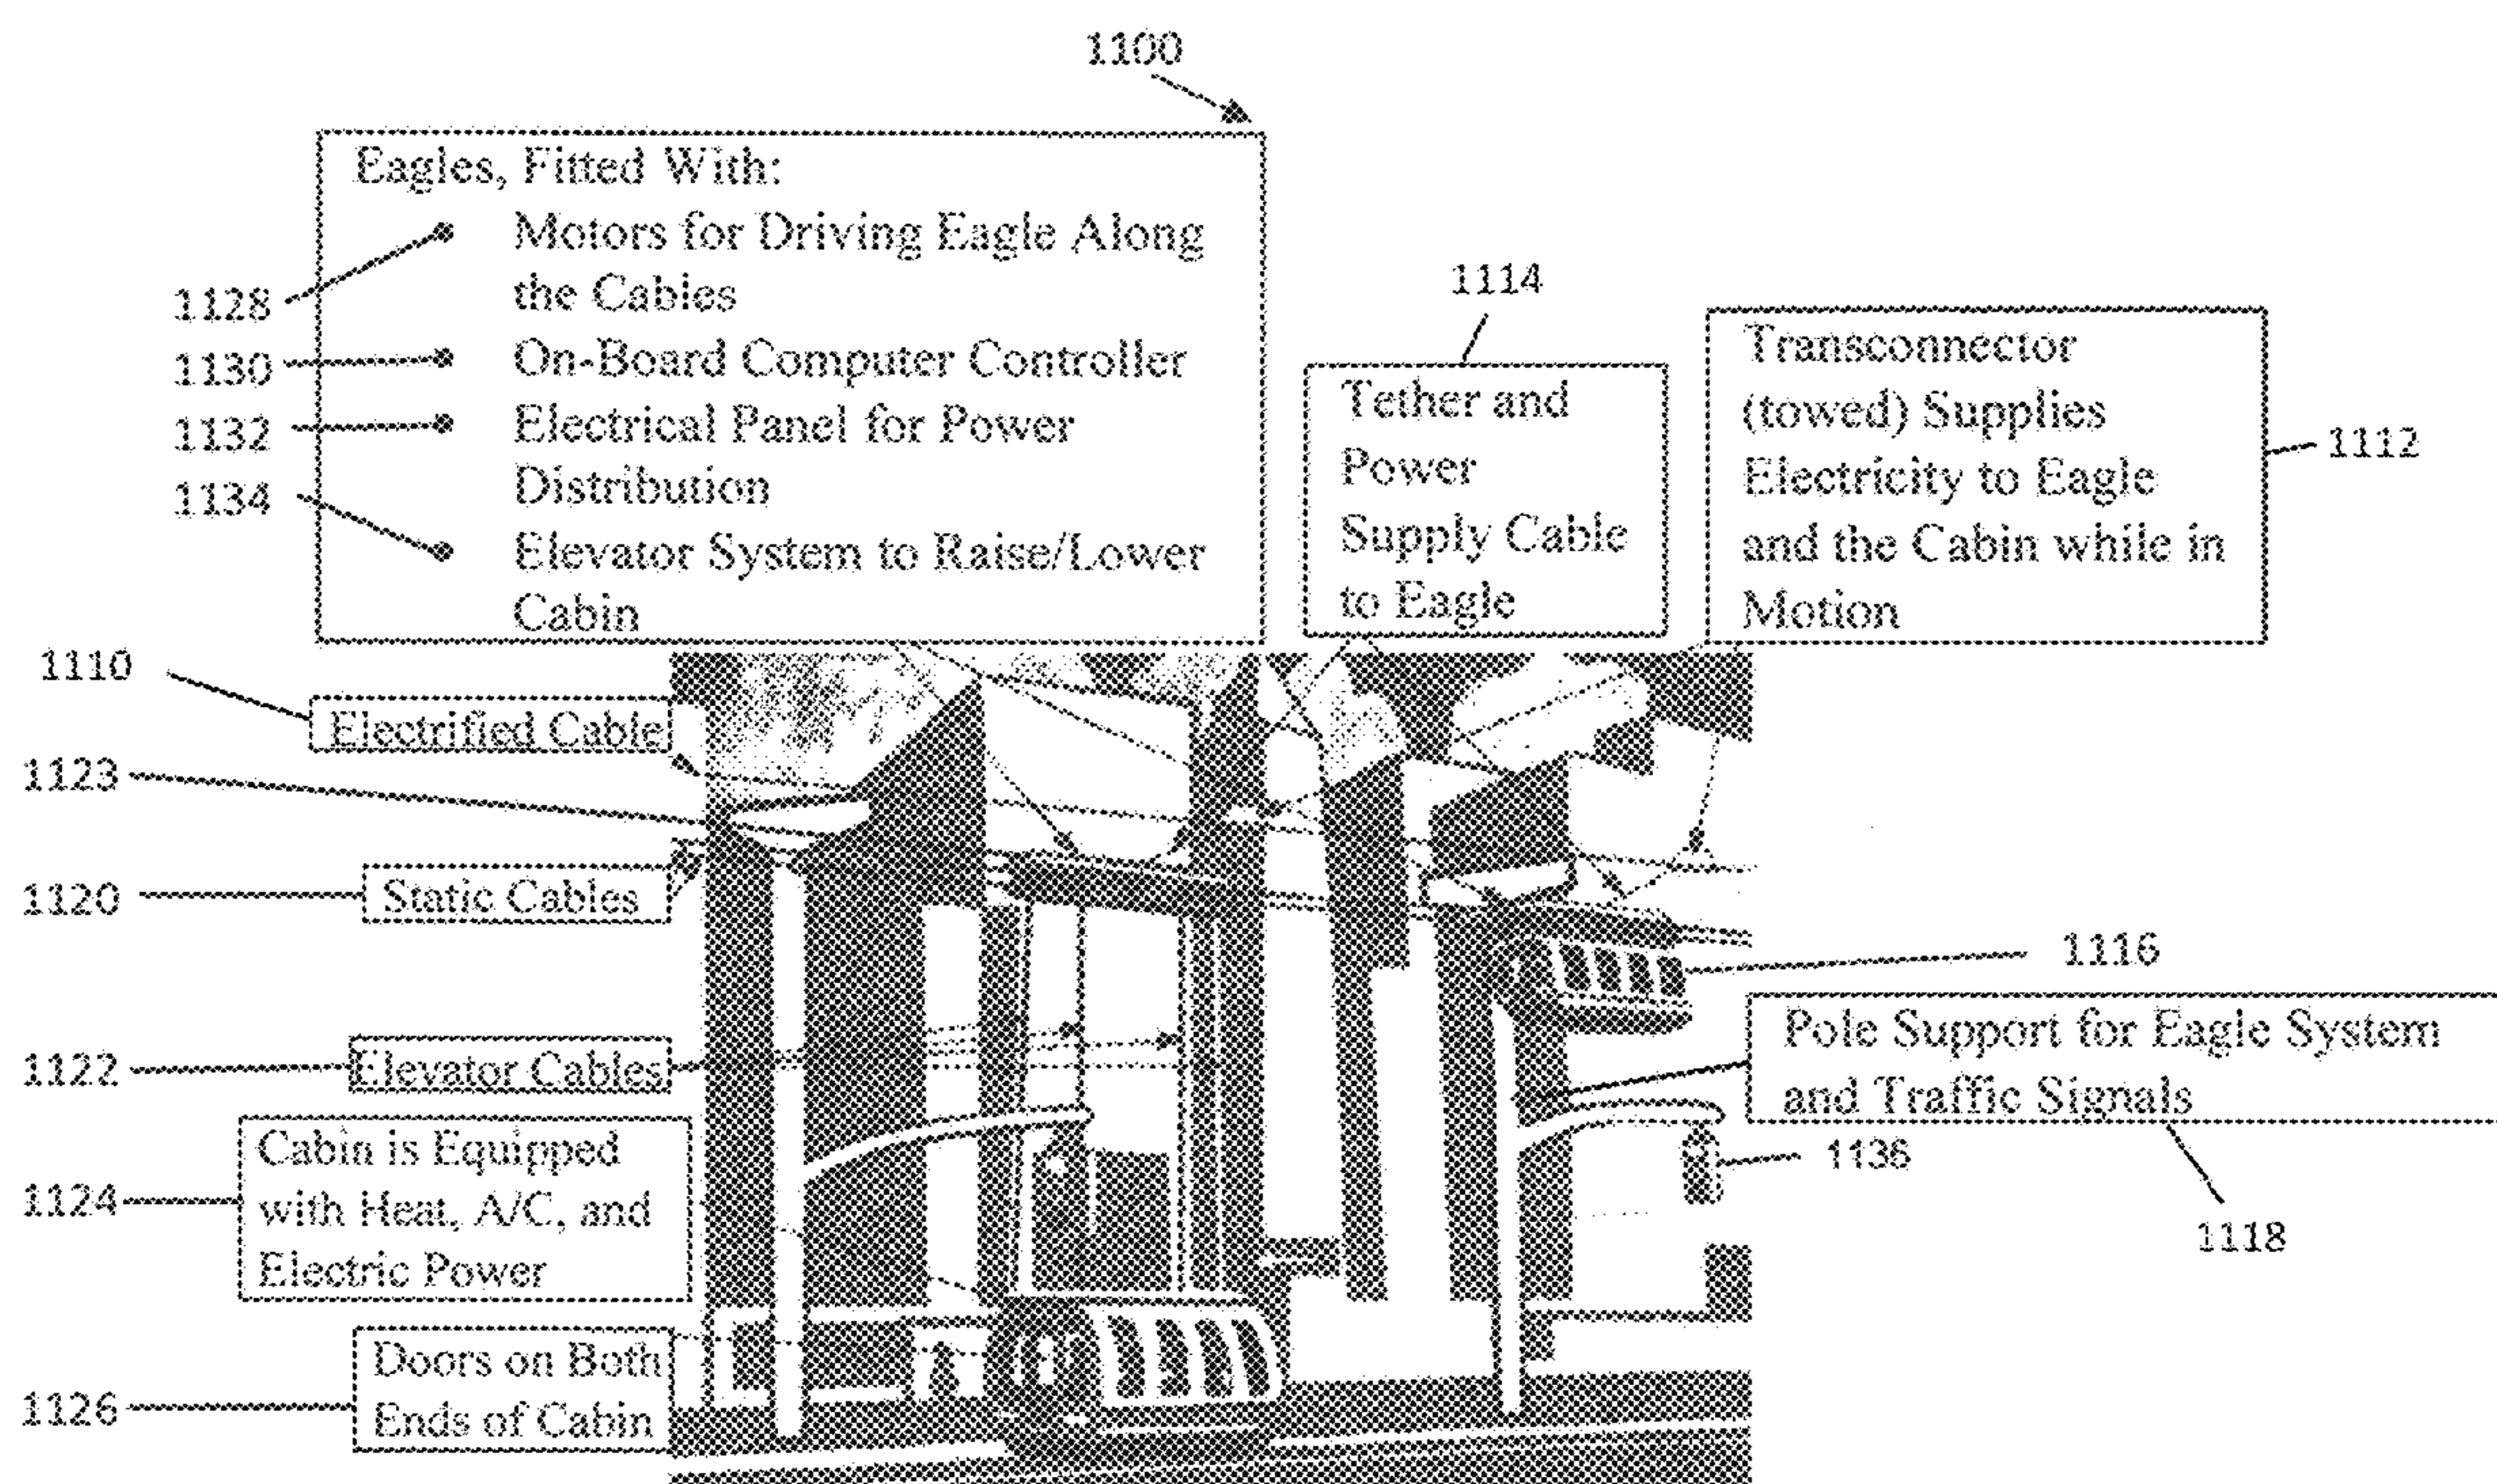 1100
Eagles, Fitted With:
Motors for Driving Eagle Along
the Cables
1128
On-Board Computer Controller
1130
Electrical Panel for Power
1132
Distribution
1134
Elevator System to Raise/Lower
Cabin
1114
Tether and
Power
Supply Cable
to Eagle
Transconnector
(towed) Supplies
Electricity to Eagle
and the Cabin while in
Motion
1112
1110
Electrified Cable
1123
Static Cables
1120
1116
Pole Support for Eagle System
and Traffic Signals
1136
1118
Elevator Cables
1122
Cabin is Equipped
with Heat, A/C, and
Electric Power
1124
Doors on Both
Ends of Cabin
1126